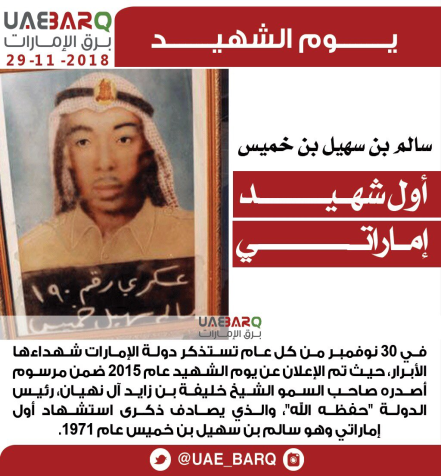 UAEBARQ
برق الإمارات
29-11-2018
يوم الشهيد
سالم بن سهيل بن خميس
أول شهيد
إماراتي
عسكري رقم ١٩٠
سالم سهيل خميس
UAEBARQ
برق الإمارات
في 30 نوفمبر من كل عام تستذكر دولة الإمارات شهداءها
الأبرار، حيث تم الإعلان عن يوم الشهيد عام 2015 ضمن مرسوم
أصدره صاحب السمو الشيخ خليفة بن زايد آل نهيان، رئيس
الدولة "حفظه الله"، والذي يصادف ذكرى استشهاد أول
إماراتي وهو سالم بن سهيل بن خميس عام 1971.
@UAE_BARQ